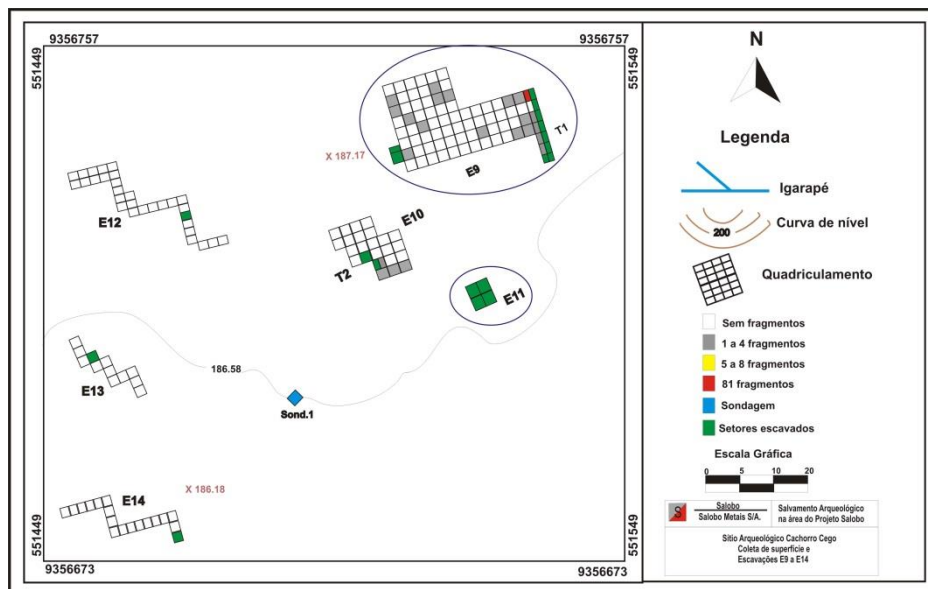 9356757
9356757
551449
551549
T1
X 187.17
E9
E12
E10
T2
E11
186.58
E13
Sond.1
E14
X 186.18
551449
551549
9356673
9356673
N
Legenda
Igarapé
200
Curva de nível
Quadriculamento
Sem fragmentos
1 a 4 fragmentos
5 a 8 fragmentos
81 fragmentos
Sondagem
Setores escavados
Escala Gráfica
0 5 10 20
S
Salobo
Salobo Metais S/A.
Salvamento Arqueológico
na área do Projeto Salobo
Sítio Arqueológico Cachorro Cego
Coleta de superfície e
Escavações E9 a E14